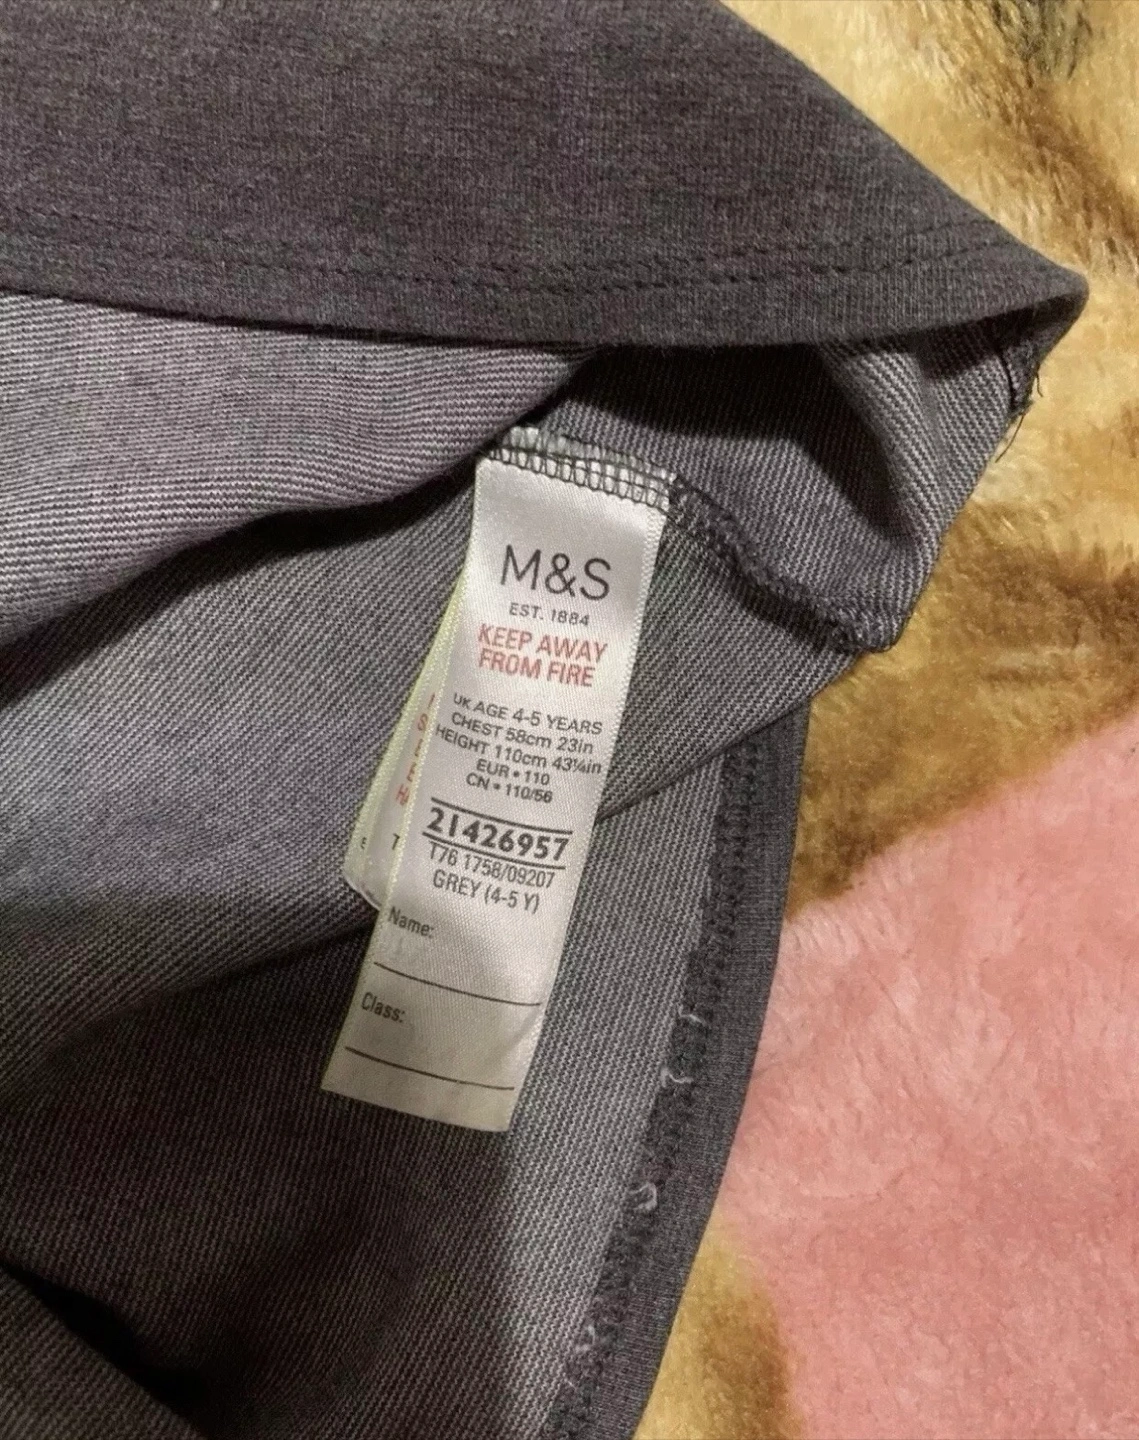 M&S
EST. 1884
KEEP AWAY
FROM FIRE
UK AGE 4-5 YEARS
CHEST 58cm 23in
HEIGHT 110cm 43¼in
EUR • 110
CN • 110/56
21426957
T76 1758/09207
GREY (4-5 Y)
Name:
Class: